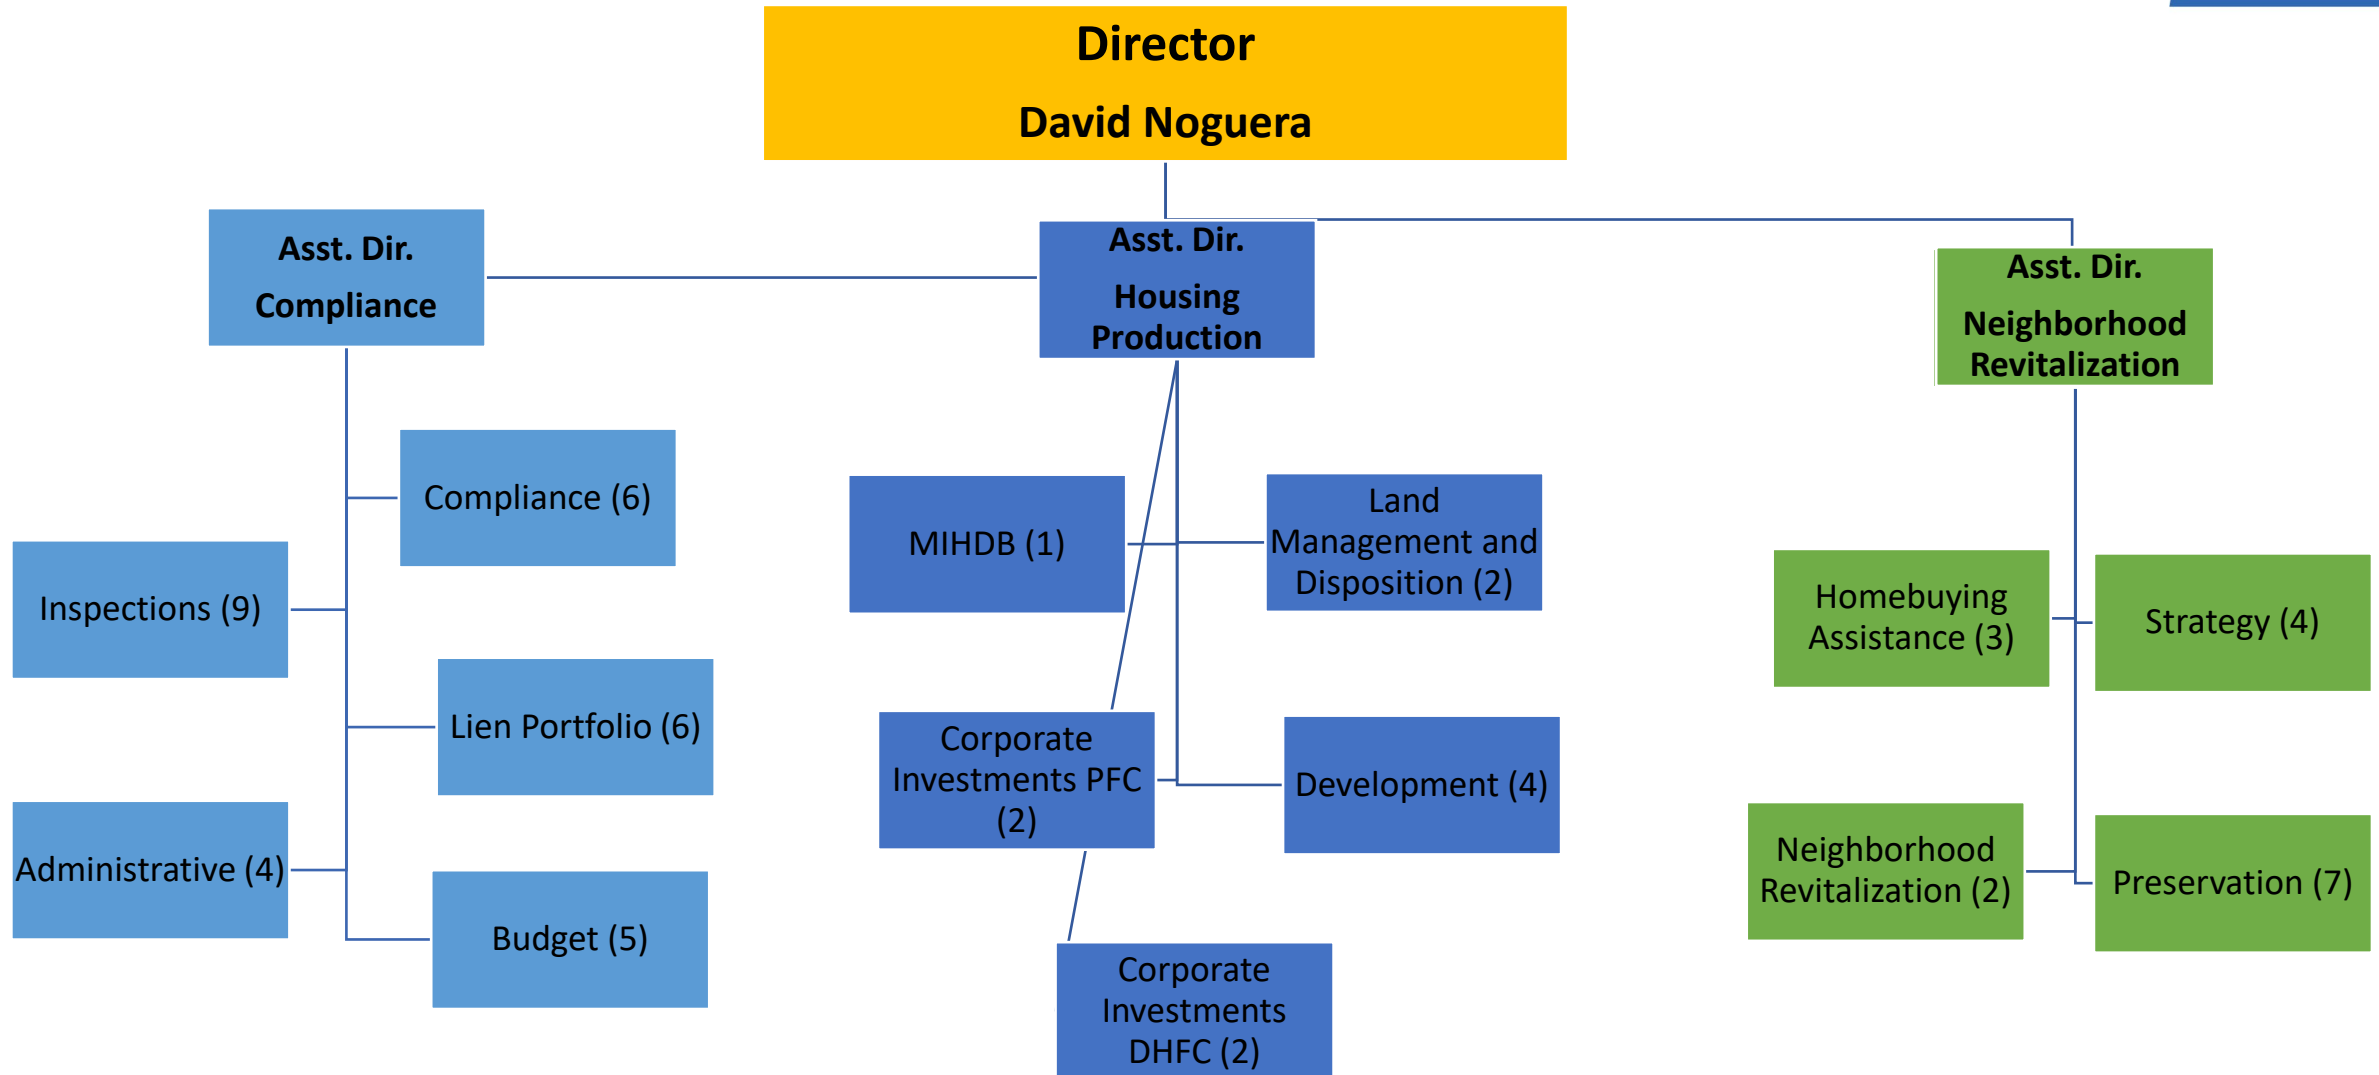 Director
David Noguera
Asst. Dir.
Compliance
Asst. Dir.
Housing
Production
Asst. Dir.
Neighborhood
Revitalization
Compliance (6)
Inspections (9)
Lien Portfolio (6)
Administrative (4)
Budget (5)
MIHDB (1)
Land
Management and
Disposition (2)
Corporate
Investments PFC
(2)
Development (4)
Corporate
Investments
DHFC (2)
Homebuying
Assistance (3)
Strategy (4)
Neighborhood
Revitalization (2)
Preservation (7)